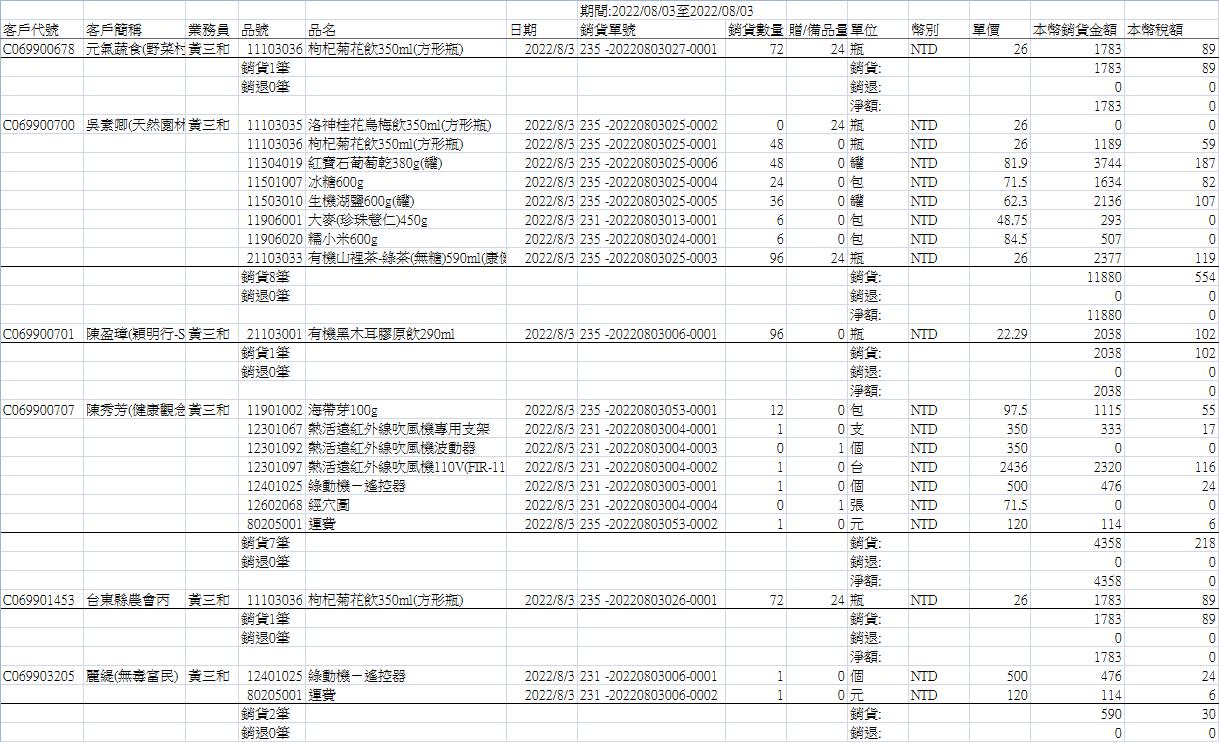 期間:2022/08/03至2022/08/03
客戶代號 客戶簡稱 業務員 品號 品名 日期 銷貨單號 銷貨數量 贈/備品量 單位 幣別 單價 本幣銷貨金額 本幣稅額
C069900678 元氣蔬食(野菜村 黃三和 11103036 枸杞菊花飲350ml(方形瓶) 2022/8/3 235 -20220803027-0001 72 24 瓶 NTD 26 1783 89
銷貨1筆 銷貨: 1783 89
銷退0筆 銷退: 0 0
淨額: 1783 0
C069900700 吳素卿(天然園材 黃三和 11103035 洛神桂花烏梅飲350ml(方形瓶) 2022/8/3 235 -20220803025-0002 0 24 瓶 NTD 26 0 0
11103036 枸杞菊花飲350ml(方形瓶) 2022/8/3 235 -20220803025-0001 48 0 瓶 NTD 26 1189 59
11304019 紅寶石葡萄乾380g(罐) 2022/8/3 235 -20220803025-0006 48 0 罐 NTD 81.9 3744 187
11501007 冰糖600g 2022/8/3 235 -20220803025-0004 24 0 包 NTD 71.5 1634 82
11503010 生機湖鹽600g(罐) 2022/8/3 235 -20220803025-0005 36 0 罐 NTD 62.3 2136 107
11906001 大麥(珍珠薏仁)450g 2022/8/3 231 -20220803013-0001 6 0 包 NTD 48.75 293 0
11906020 糯小米600g 2022/8/3 235 -20220803024-0001 6 0 包 NTD 84.5 507 0
21103033 有機山裡茶-綠茶(無糖)590ml(康健 2022/8/3 235 -20220803025-0003 96 24 瓶 NTD 26 2377 119
銷貨8筆 銷貨: 11880 554
銷退0筆 銷退: 0 0
淨額: 11880 0
C069900701 陳盈璋(穎明行-S 黃三和 21103001 有機黑木耳膠原飲290ml 2022/8/3 235 -20220803006-0001 96 0 瓶 NTD 22.29 2038 102
銷貨1筆 銷貨: 2038 102
銷退0筆 銷退: 0 0
淨額: 2038 0
C069900707 陳秀芳(健康觀念 黃三和 11901002 海帶芽100g 2022/8/3 235 -20220803053-0001 12 0 包 NTD 97.5 1115 55
12301067 熱活遠紅外線吹風機專用支架 2022/8/3 231 -20220803004-0001 1 0 支 NTD 350 333 17
12301092 熱活遠紅外線吹風機波動器 2022/8/3 231 -20220803004-0003 0 1 個 NTD 350 0 0
12301097 熱活遠紅外線吹風機110V(FIR-11 2022/8/3 231 -20220803004-0002 1 0 台 NTD 2436 2320 116
12401025 綠動機－遙控器 2022/8/3 231 -20220803003-0001 1 0 個 NTD 500 476 24
12602068 經穴圖 2022/8/3 231 -20220803004-0004 0 1 張 NTD 71.5 0 0
80205001 運費 2022/8/3 235 -20220803053-0002 1 0 元 NTD 120 114 6
銷貨7筆 銷貨: 4358 218
銷退0筆 銷退: 0 0
淨額: 4358 0
C069901453 台東縣農會丙 黃三和 11103036 枸杞菊花飲350ml(方形瓶) 2022/8/3 235 -20220803026-0001 72 24 瓶 NTD 26 1783 89
銷貨1筆 銷貨: 1783 89
銷退0筆 銷退: 0 0
淨額: 1783 0
C069903205 麗緹(無毒富民) 黃三和 12401025 綠動機－遙控器 2022/8/3 231 -20220803006-0001 1 0 個 NTD 500 476 24
80205001 運費 2022/8/3 231 -20220803006-0002 1 0 元 NTD 120 114 6
銷貨2筆 銷貨: 590 30
銷退0筆 銷退: 0 0